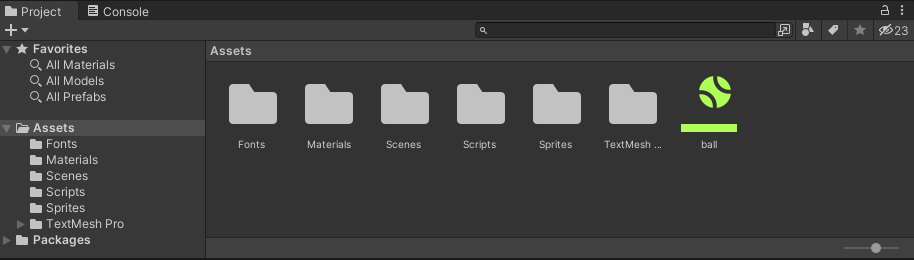 Project
Console
23
Favorites
All Materials
All Models
All Prefabs
Assets
Fonts
Materials
Scenes
Scripts
Sprites
TextMesh Pro
Packages
Assets
Fonts
Materials
Scenes
Scripts
Sprites
TextMesh ...
ball